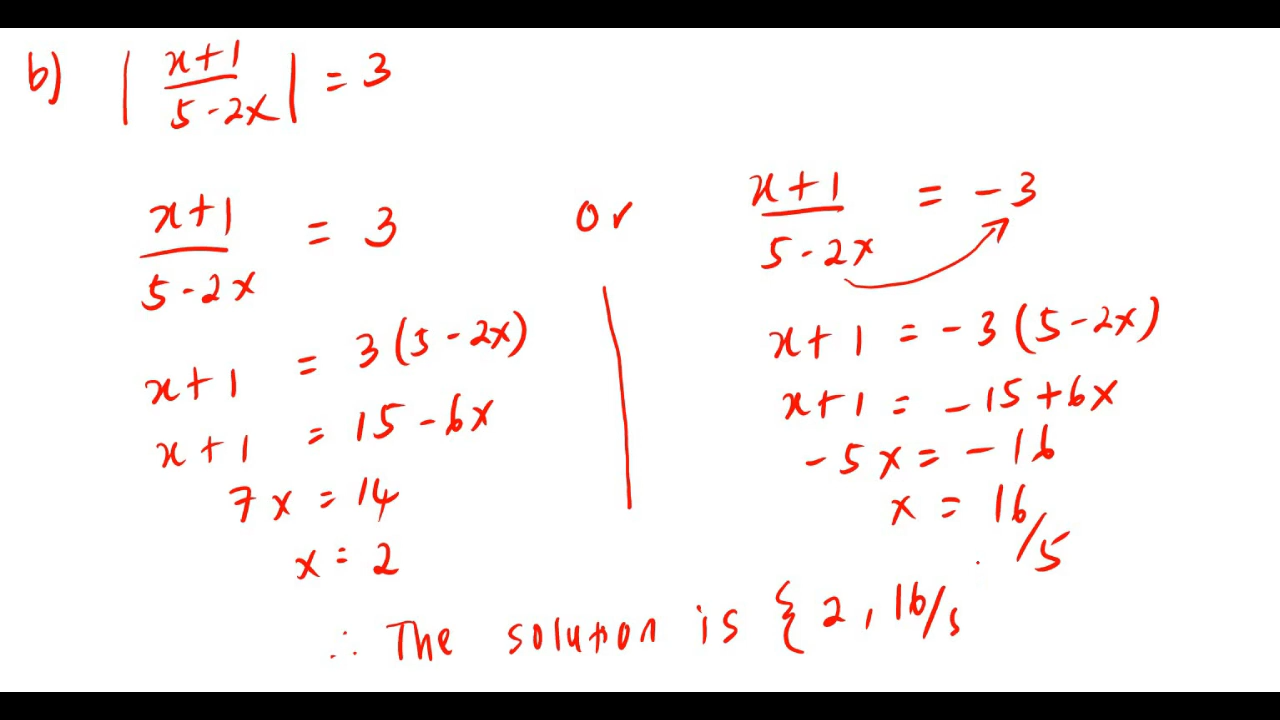 b) | x+1 / 5-2x | = 3
x+1 / 5-2x = 3 or x+1 / 5-2x = -3
x+1 = 3(5-2x)
x+1 = 15-6x
7x = 14
x = 2
x+1 = -3(5-2x)
x+1 = -15+6x
-5x = -16
x = 16/5
∴ The solution is {2, 16/5